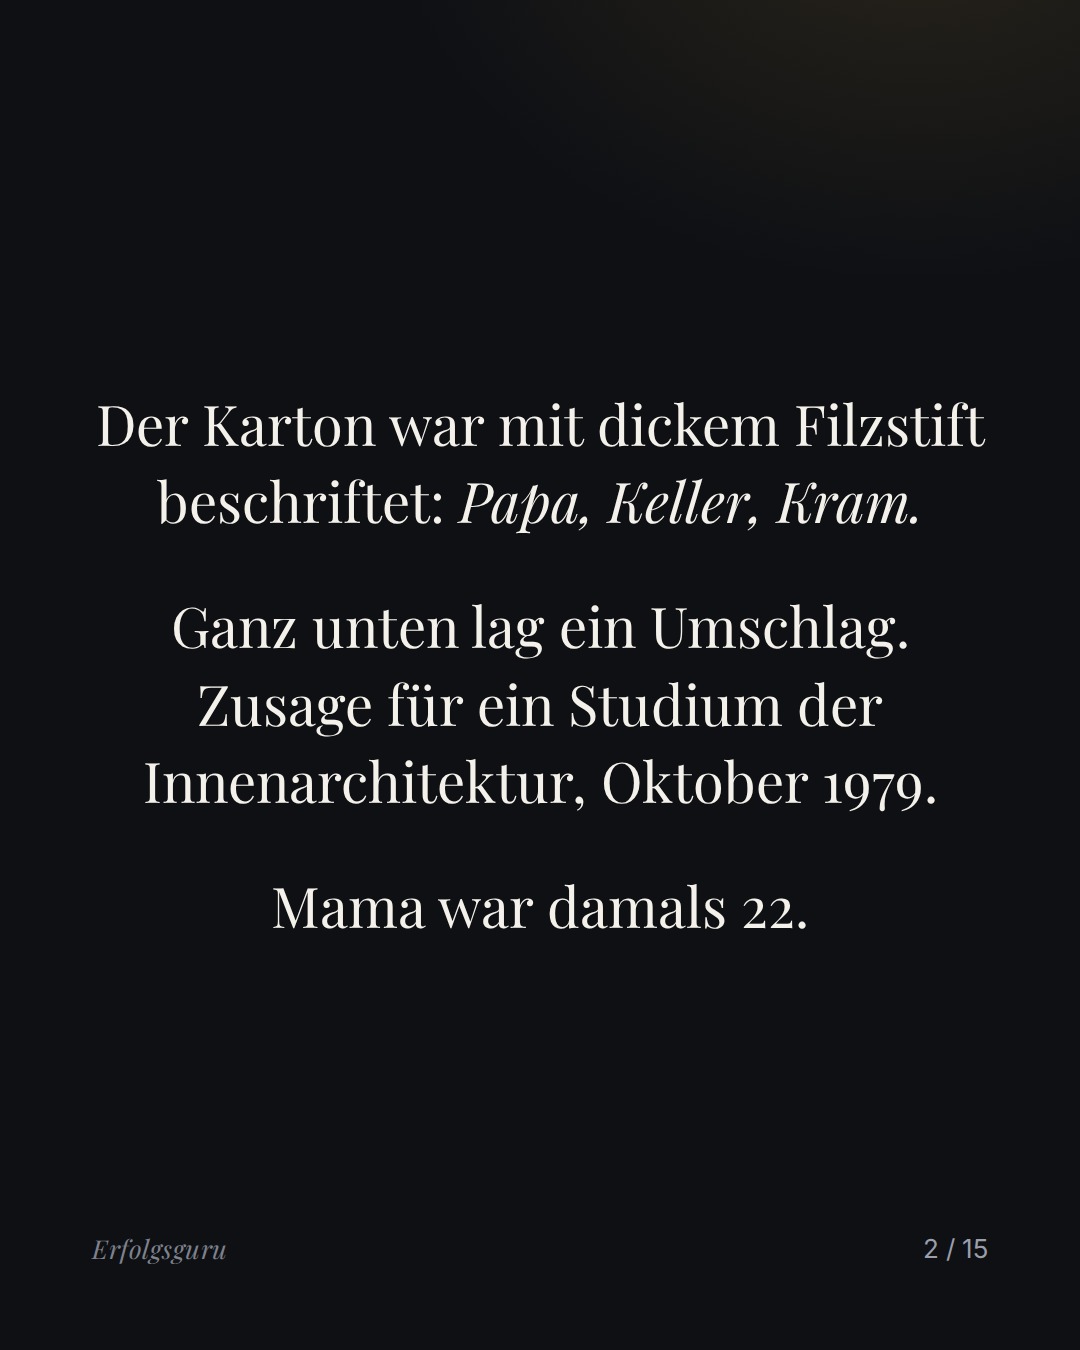 Der Karton war mit dickem Filzstift
beschriftet: Papa, Keller, Kram.
Ganz unten lag ein Umschlag.
Zusage für ein Studium der
Innenarchitektur, Oktober 1979.
Mama war damals 22.
Erfolgsguru
2 / 15